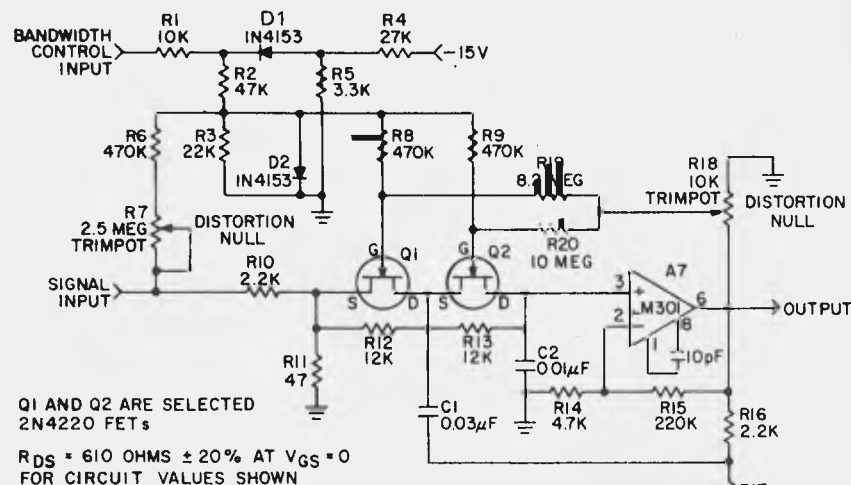 BANDWIDTH
CONTROL
INPUT
R1
10K
D1
1N4153
R4
27K
-15V
R2
47K
R5
3.3K
R6
470K
R3
22K
D2
1N4153
R8
470K
R9
470K
R18
10K
TRIMPOT
DISTORTION
NULL
R7
2.5 MEG
TRIMPOT
DISTORTION
NULL
R20
10 MEG
SIGNAL
INPUT
R10
2.2K
G
Q1
S
D
G
Q2
S
D
A7
M301
3
+
2
−
6
8
1
10pF
OUTPUT
R12
12K
R13
12K
R11
47
C2
0.01µF
C1
0.03µF
R14
4.7K
R15
220K
R16
2.2K
Q1 AND Q2 ARE SELECTED
2N4220 FETs
RDS = 610 OHMS ± 20% AT VGS = 0
FOR CIRCUIT VALUES SHOWN